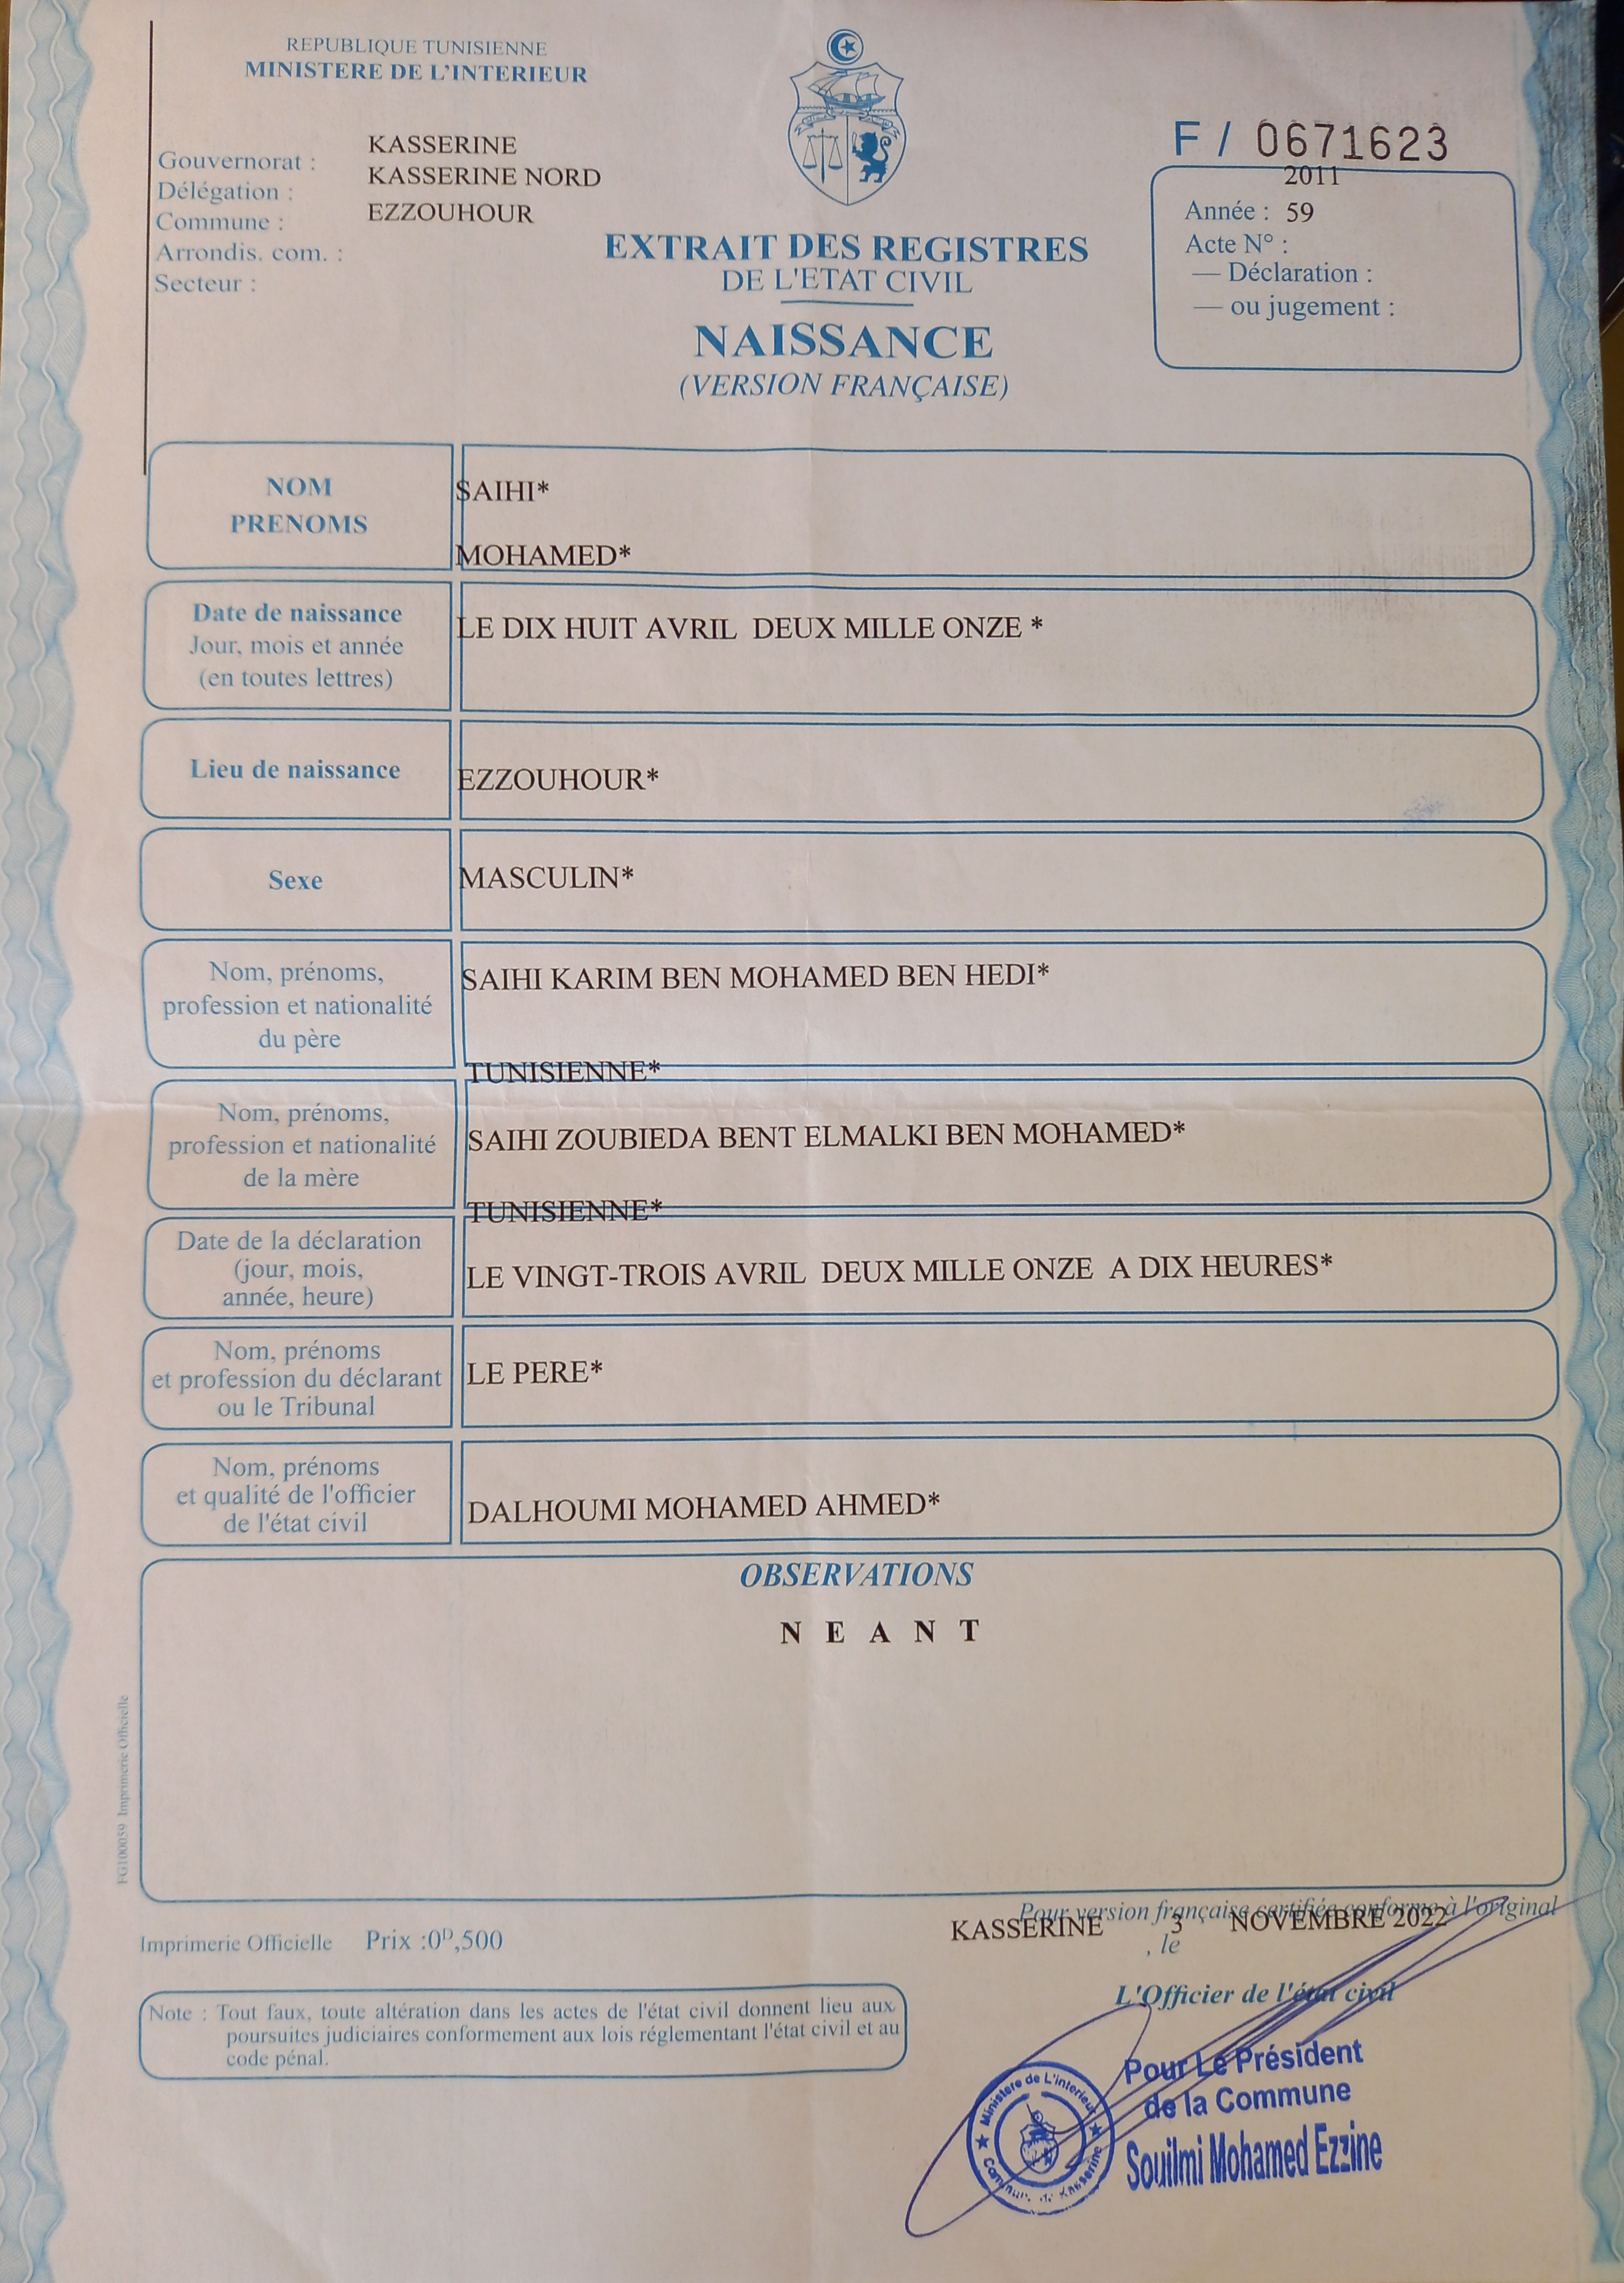 REPUBLIQUE TUNISIENNE
MINISTERE DE L'INTERIEUR
Gouvernorat : KASSERINE
Délégation : KASSERINE NORD
Commune : EZZOUHOUR
Arrondis. com. :
Secteur :
EXTRAIT DES REGISTRES
DE L'ETAT CIVIL
NAISSANCE
(VERSION FRANÇAISE)
F / 0671623
2011
Année : 59
Acte N° :
— Déclaration :
— ou jugement :
NOM
PRENOMS
SAIHI*
MOHAMED*
Date de naissance
Jour, mois et année
(en toutes lettres)
LE DIX HUIT AVRIL DEUX MILLE ONZE *
Lieu de naissance
EZZOUHOUR*
Sexe
MASCULIN*
Nom, prénoms,
profession et nationalité
du père
SAIHI KARIM BEN MOHAMED BEN HEDI*
TUNISIENNE*
Nom, prénoms,
profession et nationalité
de la mère
SAIHI ZOUBIEDA BENT ELMALKI BEN MOHAMED*
TUNISIENNE*
Date de la déclaration
(jour, mois,
année, heure)
LE VINGT-TROIS AVRIL DEUX MILLE ONZE A DIX HEURES*
Nom, prénoms
et profession du déclarant
ou le Tribunal
LE PERE*
Nom, prénoms
et qualité de l'officier
de l'état civil
DALHOUMI MOHAMED AHMED*
OBSERVATIONS
N E A N T
FG100059 Imprimerie Officielle
Imprimerie Officielle Prix :0ᴰ,500
Pour version française certifiée conforme à l'original
KASSERINE 3 NOVEMBRE 2022
, le
L'Officier de l'état civil
Note : Tout faux, toute altération dans les actes de l'état civil donnent lieu aux
poursuites judiciaires conformement aux lois réglementant l'état civil et au
code pénal.
Pour Le Président
de la Commune
Souilmi Mohamed Ezzine
Ministere de L'interieur
Commune de Kasserine